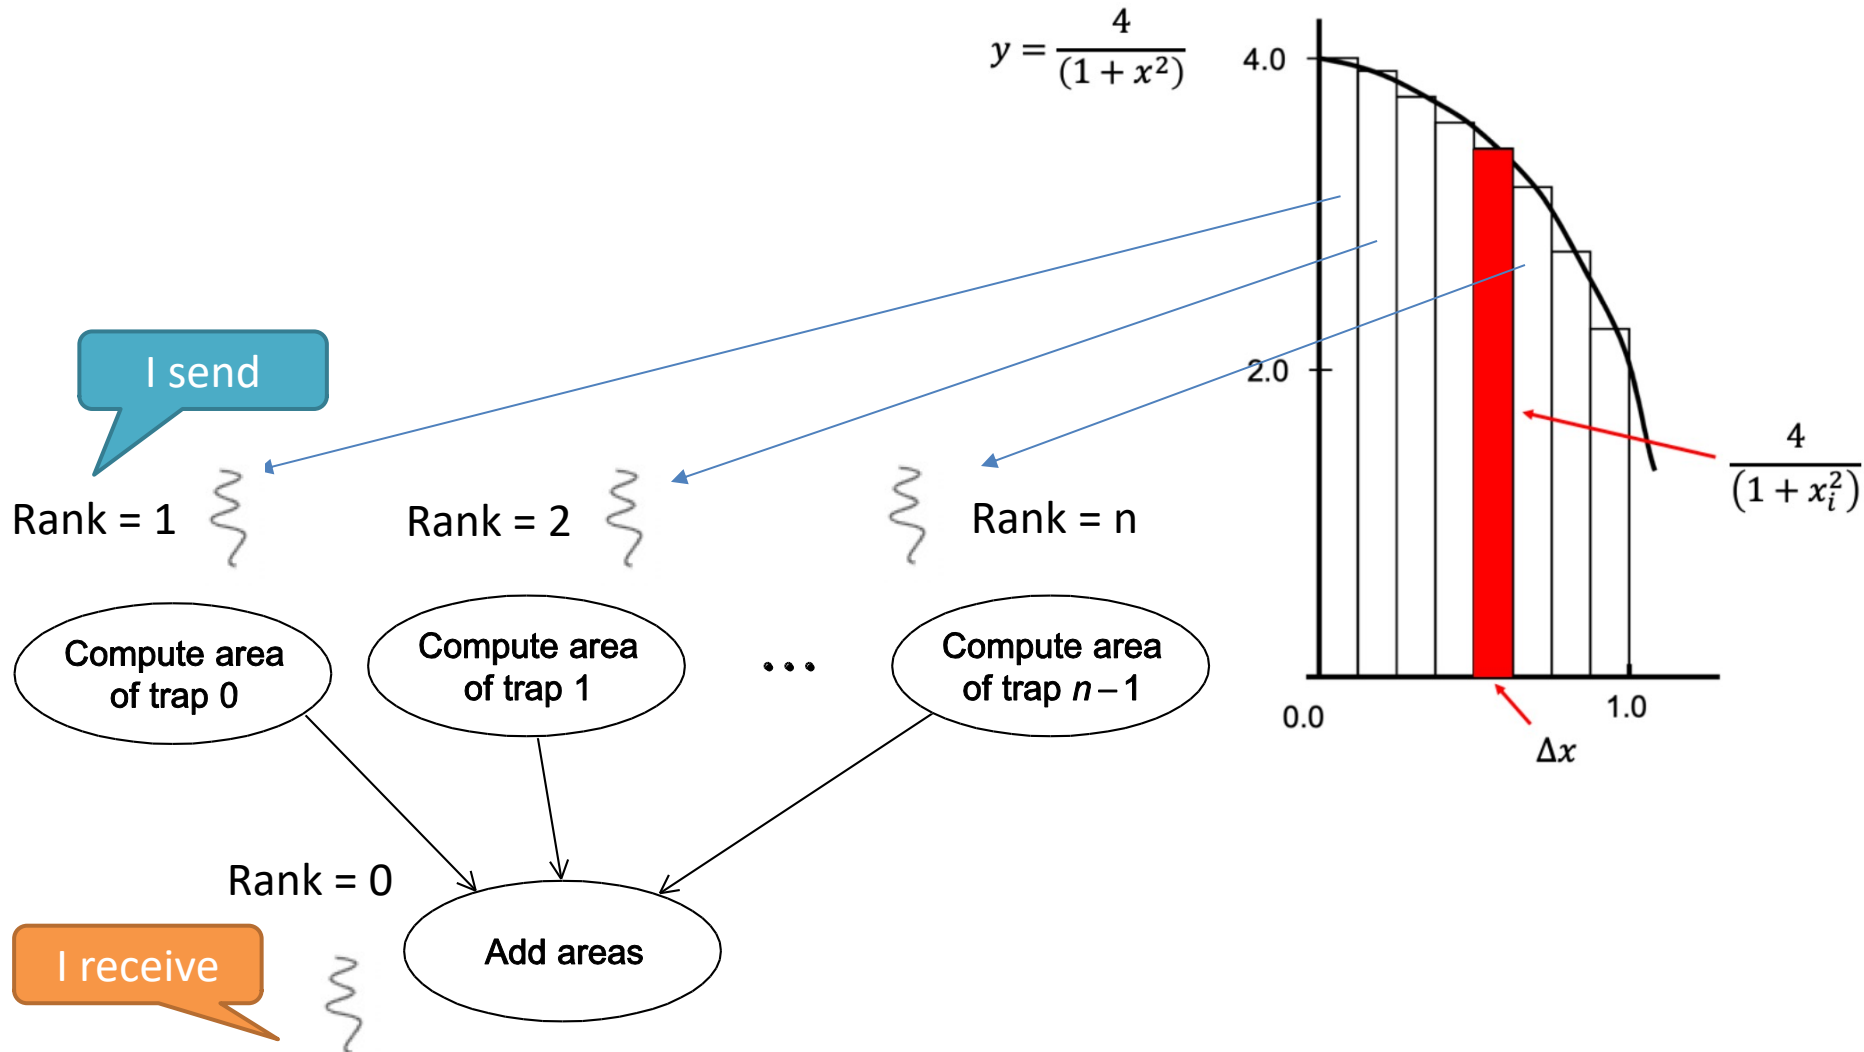 y = 4 / (1 + x²)
4.0
2.0
0.0
1.0
Δx
4 / (1 + xᵢ²)
I send
Rank = 1
Rank = 2
Rank = n
Compute area
of trap 0
Compute area
of trap 1
...
Compute area
of trap n – 1
Rank = 0
I receive
Add areas